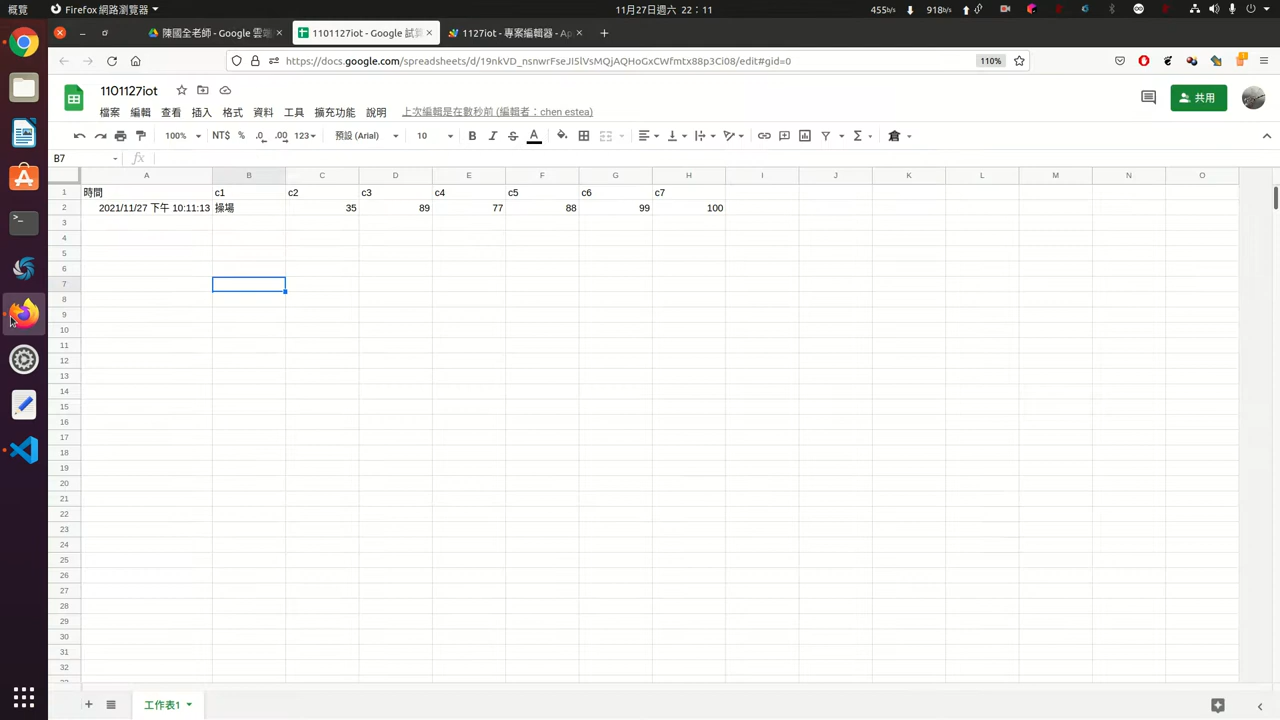 概覽 Firefox 網路瀏覽器 11月27日週六 22:11 455b/s 918b/s
陳國全老師 - Google 雲端 1101127iot - Google 試算 1127iot - 專案編輯器 - Ap
https://docs.google.com/spreadsheets/d/19nkVD_nsnwrFseJI5lVsMQjAQHoGxCWfmtx88p3Ci08/edit#gid=0 110%
1101127iot
檔案 編輯 查看 插入 格式 資料 工具 擴充功能 說明 上次編輯是在數秒前 (編輯者：chen estea) 共用
100% NT$ % .0 .00 123 預設 (Arial) 10 B I S A
B7 fx
A B C D E F G H I J K L M N O
1 時間 c1 c2 c3 c4 c5 c6 c7
2 2021/11/27 下午 10:11:13 操場 35 89 77 88 99 100
3
4
5
6
7
8
9
10
11
12
13
14
15
16
17
18
19
20
21
22
23
24
25
26
27
28
29
30
31
32
工作表1